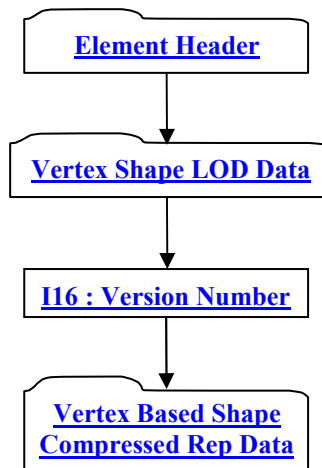 Element Header
Vertex Shape LOD Data
I16 : Version Number
Vertex Based Shape
Compressed Rep Data